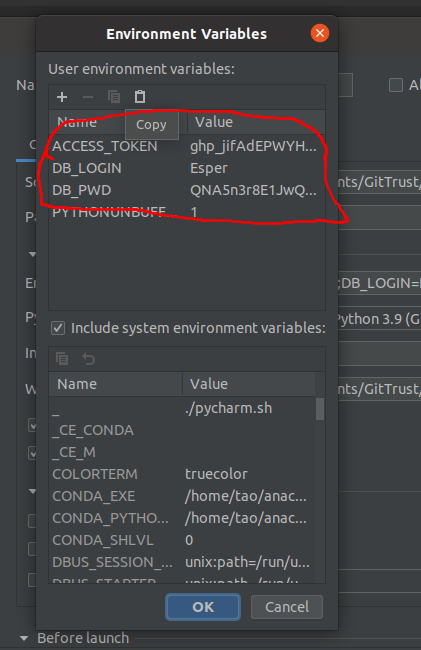 Environment Variables
Na
Al
User environment variables:
Copy
Name Value
ACCESS_TOKEN ghp_jifAdEPWYH...
DB_LOGIN Esper
DB_PWD QNA5n3r8E1JwQ...
PYTHONUNBUFF... 1
C
Sc
nts/GitTrust/
Pa
En
;DB_LOGIN=
Py
Python 3.9 (G
In
W
nts/GitTrust/
Include system environment variables:
Name Value
_ ./pycharm.sh
_CE_CONDA
_CE_M
COLORTERM truecolor
CONDA_EXE /home/tao/anac...
CONDA_PYTHO... /home/tao/anac...
CONDA_SHLVL 0
DBUS_SESSION_... unix:path=/run/u...
DBUS_STARTER unix:path=/run/u
OK Cancel
Before launch